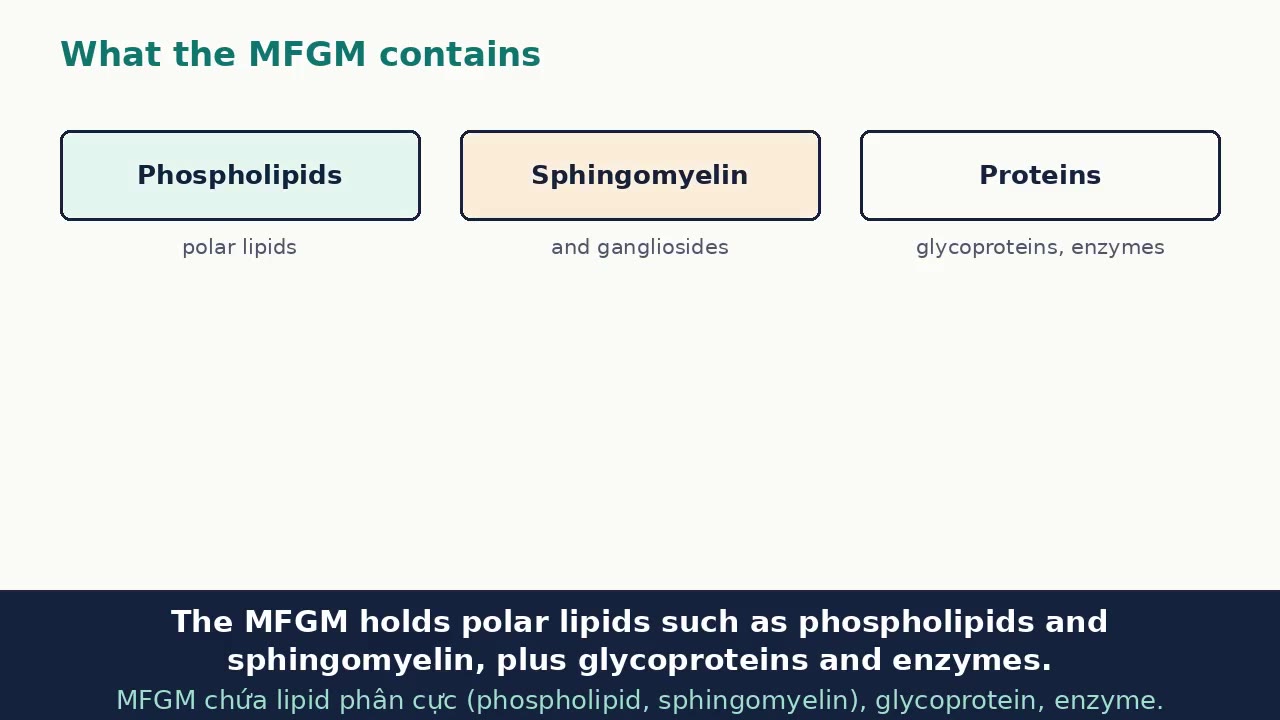 What the MFGM contains
Phospholipids
Sphingomyelin
Proteins
polar lipids
and gangliosides
glycoproteins, enzymes
The MFGM holds polar lipids such as phospholipids and
sphingomyelin, plus glycoproteins and enzymes.
MFGM chứa lipid phân cực (phospholipid, sphingomyelin), glycoprotein, enzyme.